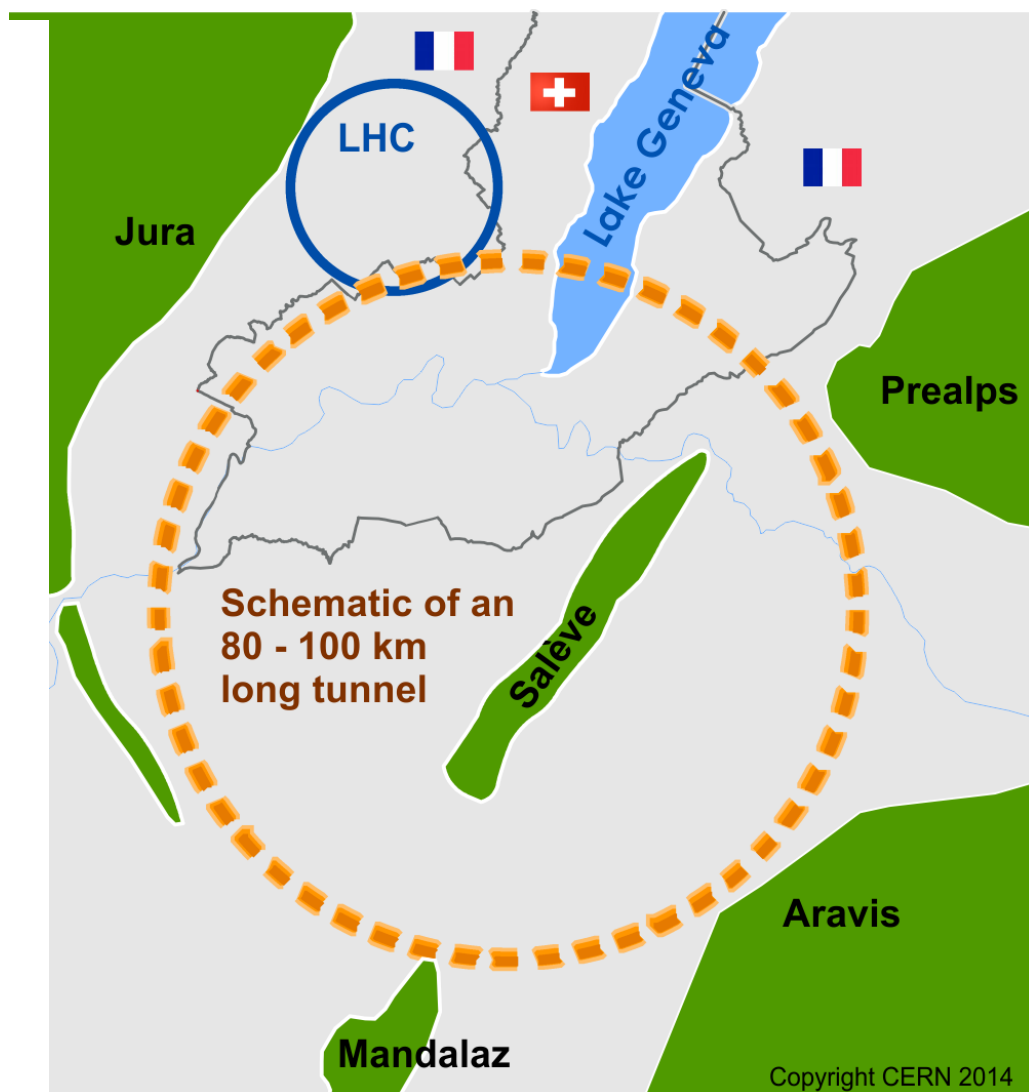 LHC
Lake Geneva
Jura
Prealps
Schematic of an
80 - 100 km
long tunnel
Salève
Aravis
Mandalaz
Copyright CERN 2014